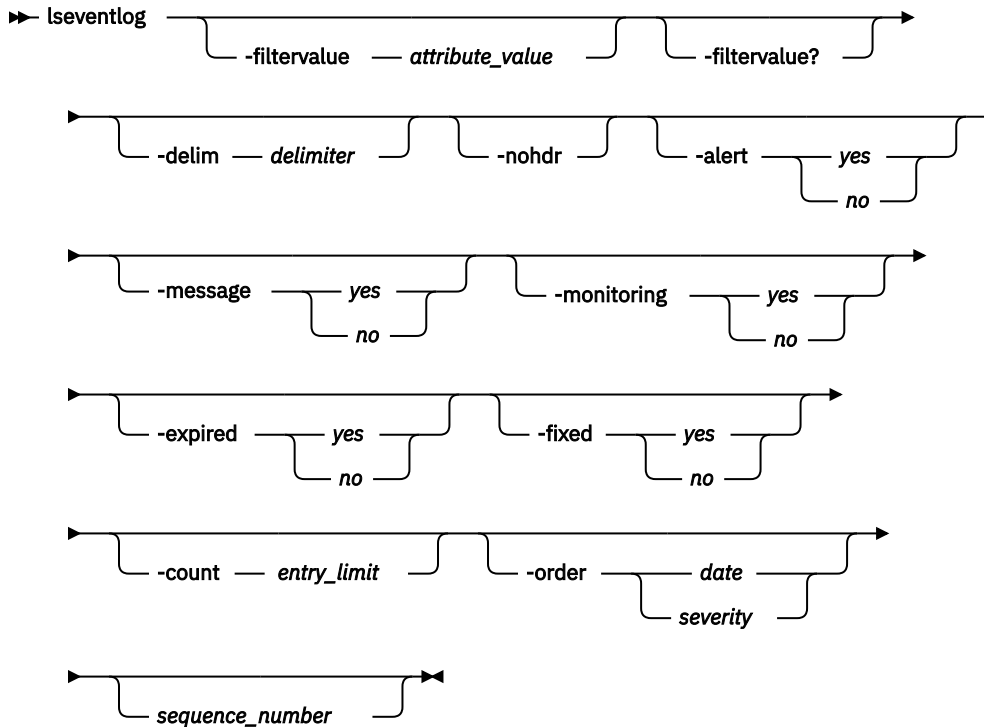 lseventlog
-filtervalue attribute_value -filtervalue?
-delim delimiter -nohdr -alert yes
no
-message yes -monitoring yes
no no
-expired yes -fixed yes
no no
-count entry_limit -order date
severity
sequence_number